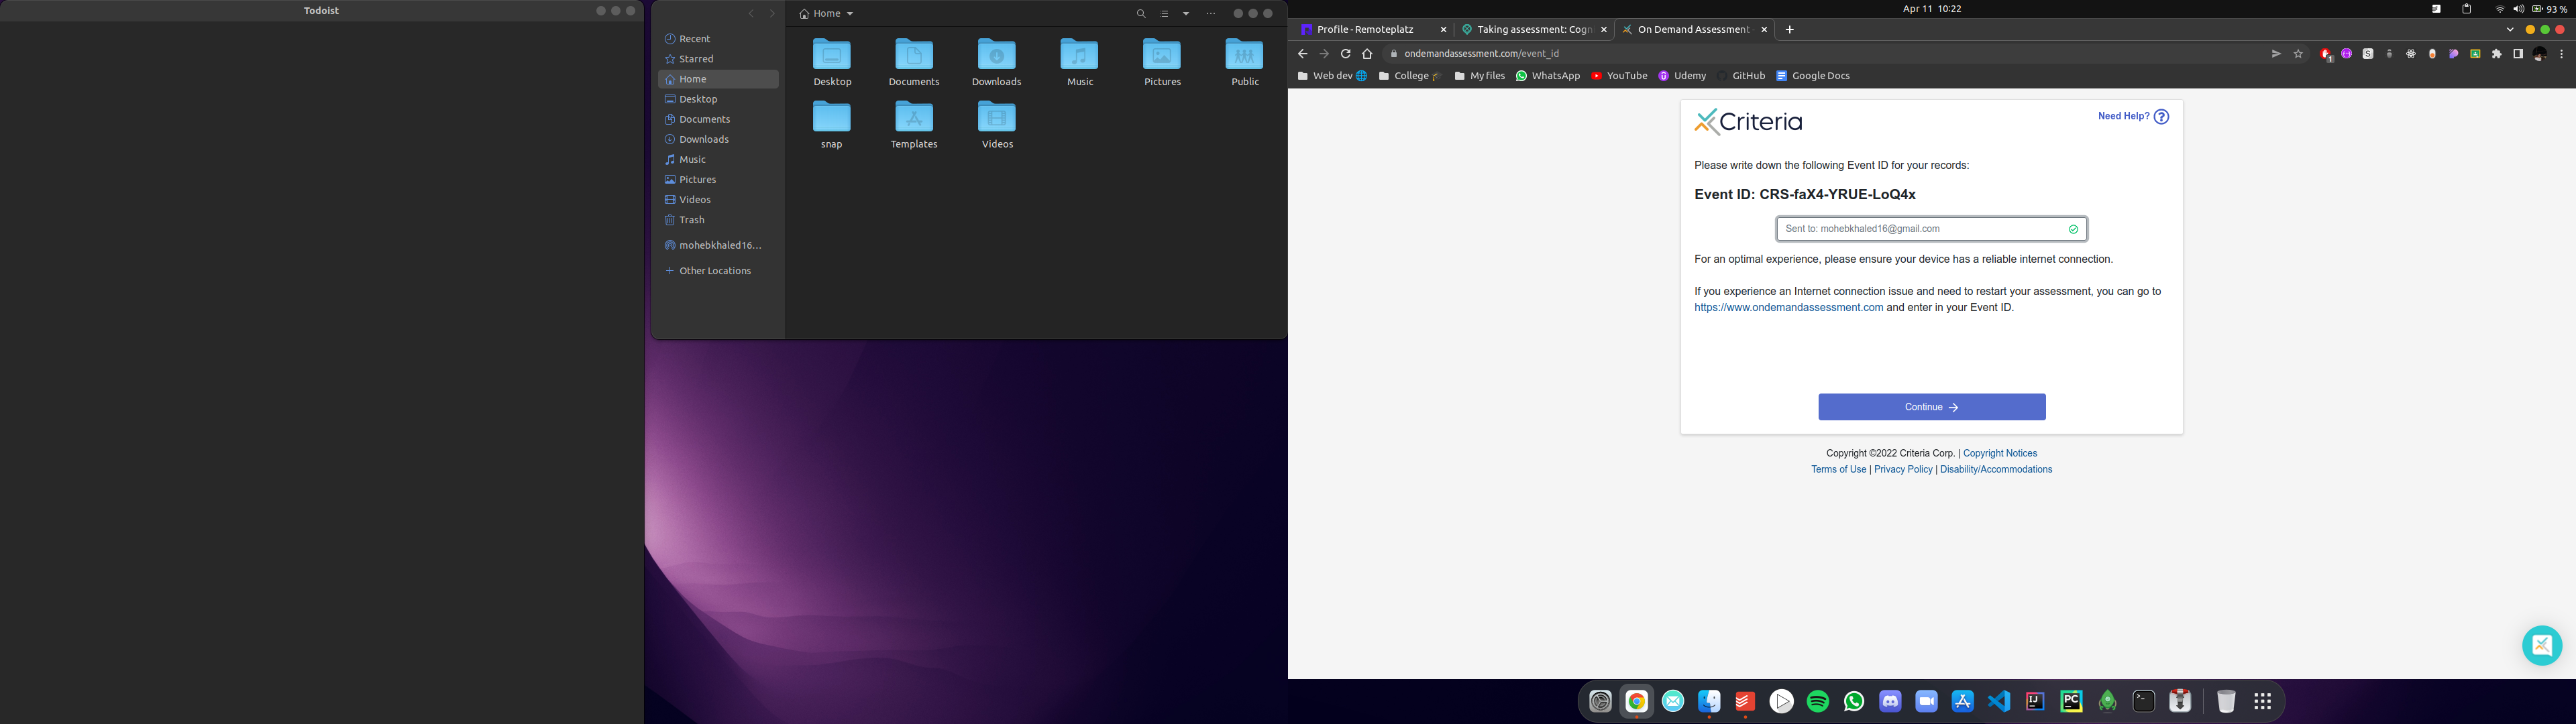 Todoist
Home
Recent
Starred
Home
Desktop
Documents
Downloads
Music
Pictures
Videos
Trash
mohebkhaled16...
Other Locations
Desktop
Documents
Downloads
Music
Pictures
Public
snap
Templates
Videos
Apr 11 10:22
93 %
Profile - Remoteplatz
Taking assessment: Cogn
On Demand Assessment
ondemandassessment.com/event_id
Web dev
College
My files
WhatsApp
YouTube
Udemy
GitHub
Google Docs
Criteria
Need Help?
Please write down the following Event ID for your records:
Event ID: CRS-faX4-YRUE-LoQ4x
Sent to: mohebkhaled16@gmail.com
For an optimal experience, please ensure your device has a reliable internet connection.
If you experience an Internet connection issue and need to restart your assessment, you can go to
https://www.ondemandassessment.com and enter in your Event ID.
Continue
Copyright ©2022 Criteria Corp. | Copyright Notices
Terms of Use | Privacy Policy | Disability/Accommodations
IJ
PC